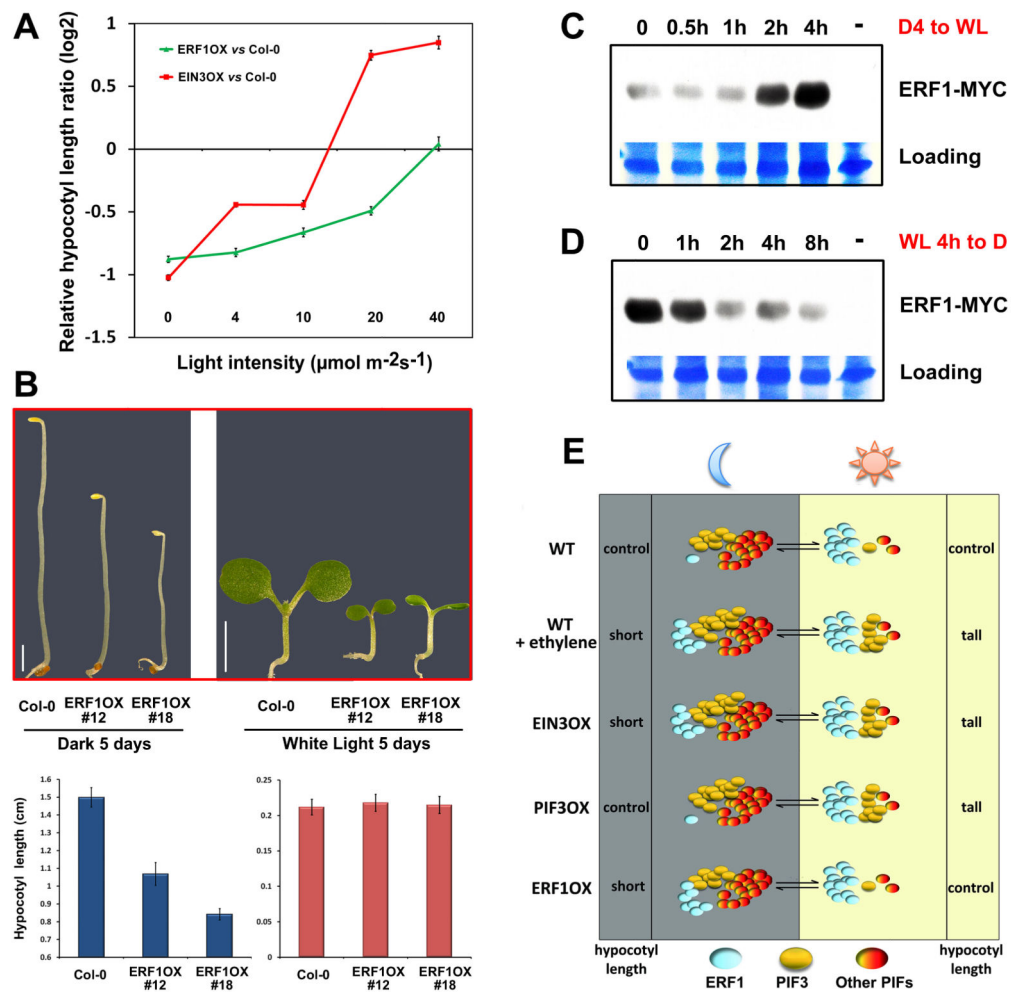 A
Relative hypocotyl length ratio (log2)
1
0.5
0
-0.5
-1
-1.5
ERF1OX vs Col-0
EIN3OX vs Col-0
0 4 10 20 40
Light intensity (µmol m-2s-1)
B
Col-0 ERF1OX #12 ERF1OX #18
Dark 5 days
Col-0 ERF1OX #12 ERF1OX #18
White Light 5 days
Hypocotyl length (cm)
1.6
1.5
1.4
1.3
1.2
1.1
1
0.9
0.8
0.7
0.6
Col-0 ERF1OX #12 ERF1OX #18
0.25
0.2
0.15
0.1
0.05
0
Col-0 ERF1OX #12 ERF1OX #18
C
0 0.5h 1h 2h 4h - D4 to WL
ERF1-MYC
Loading
D
0 1h 2h 4h 8h - WL 4h to D
ERF1-MYC
Loading
E
WT control control
WT + ethylene short tall
EIN3OX short tall
PIF3OX control tall
ERF1OX short control
hypocotyl length
hypocotyl length
ERF1 PIF3 Other PIFs